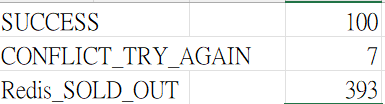 SUCCESS 100
CONFLICT_TRY_AGAIN 7
Redis_SOLD_OUT 393